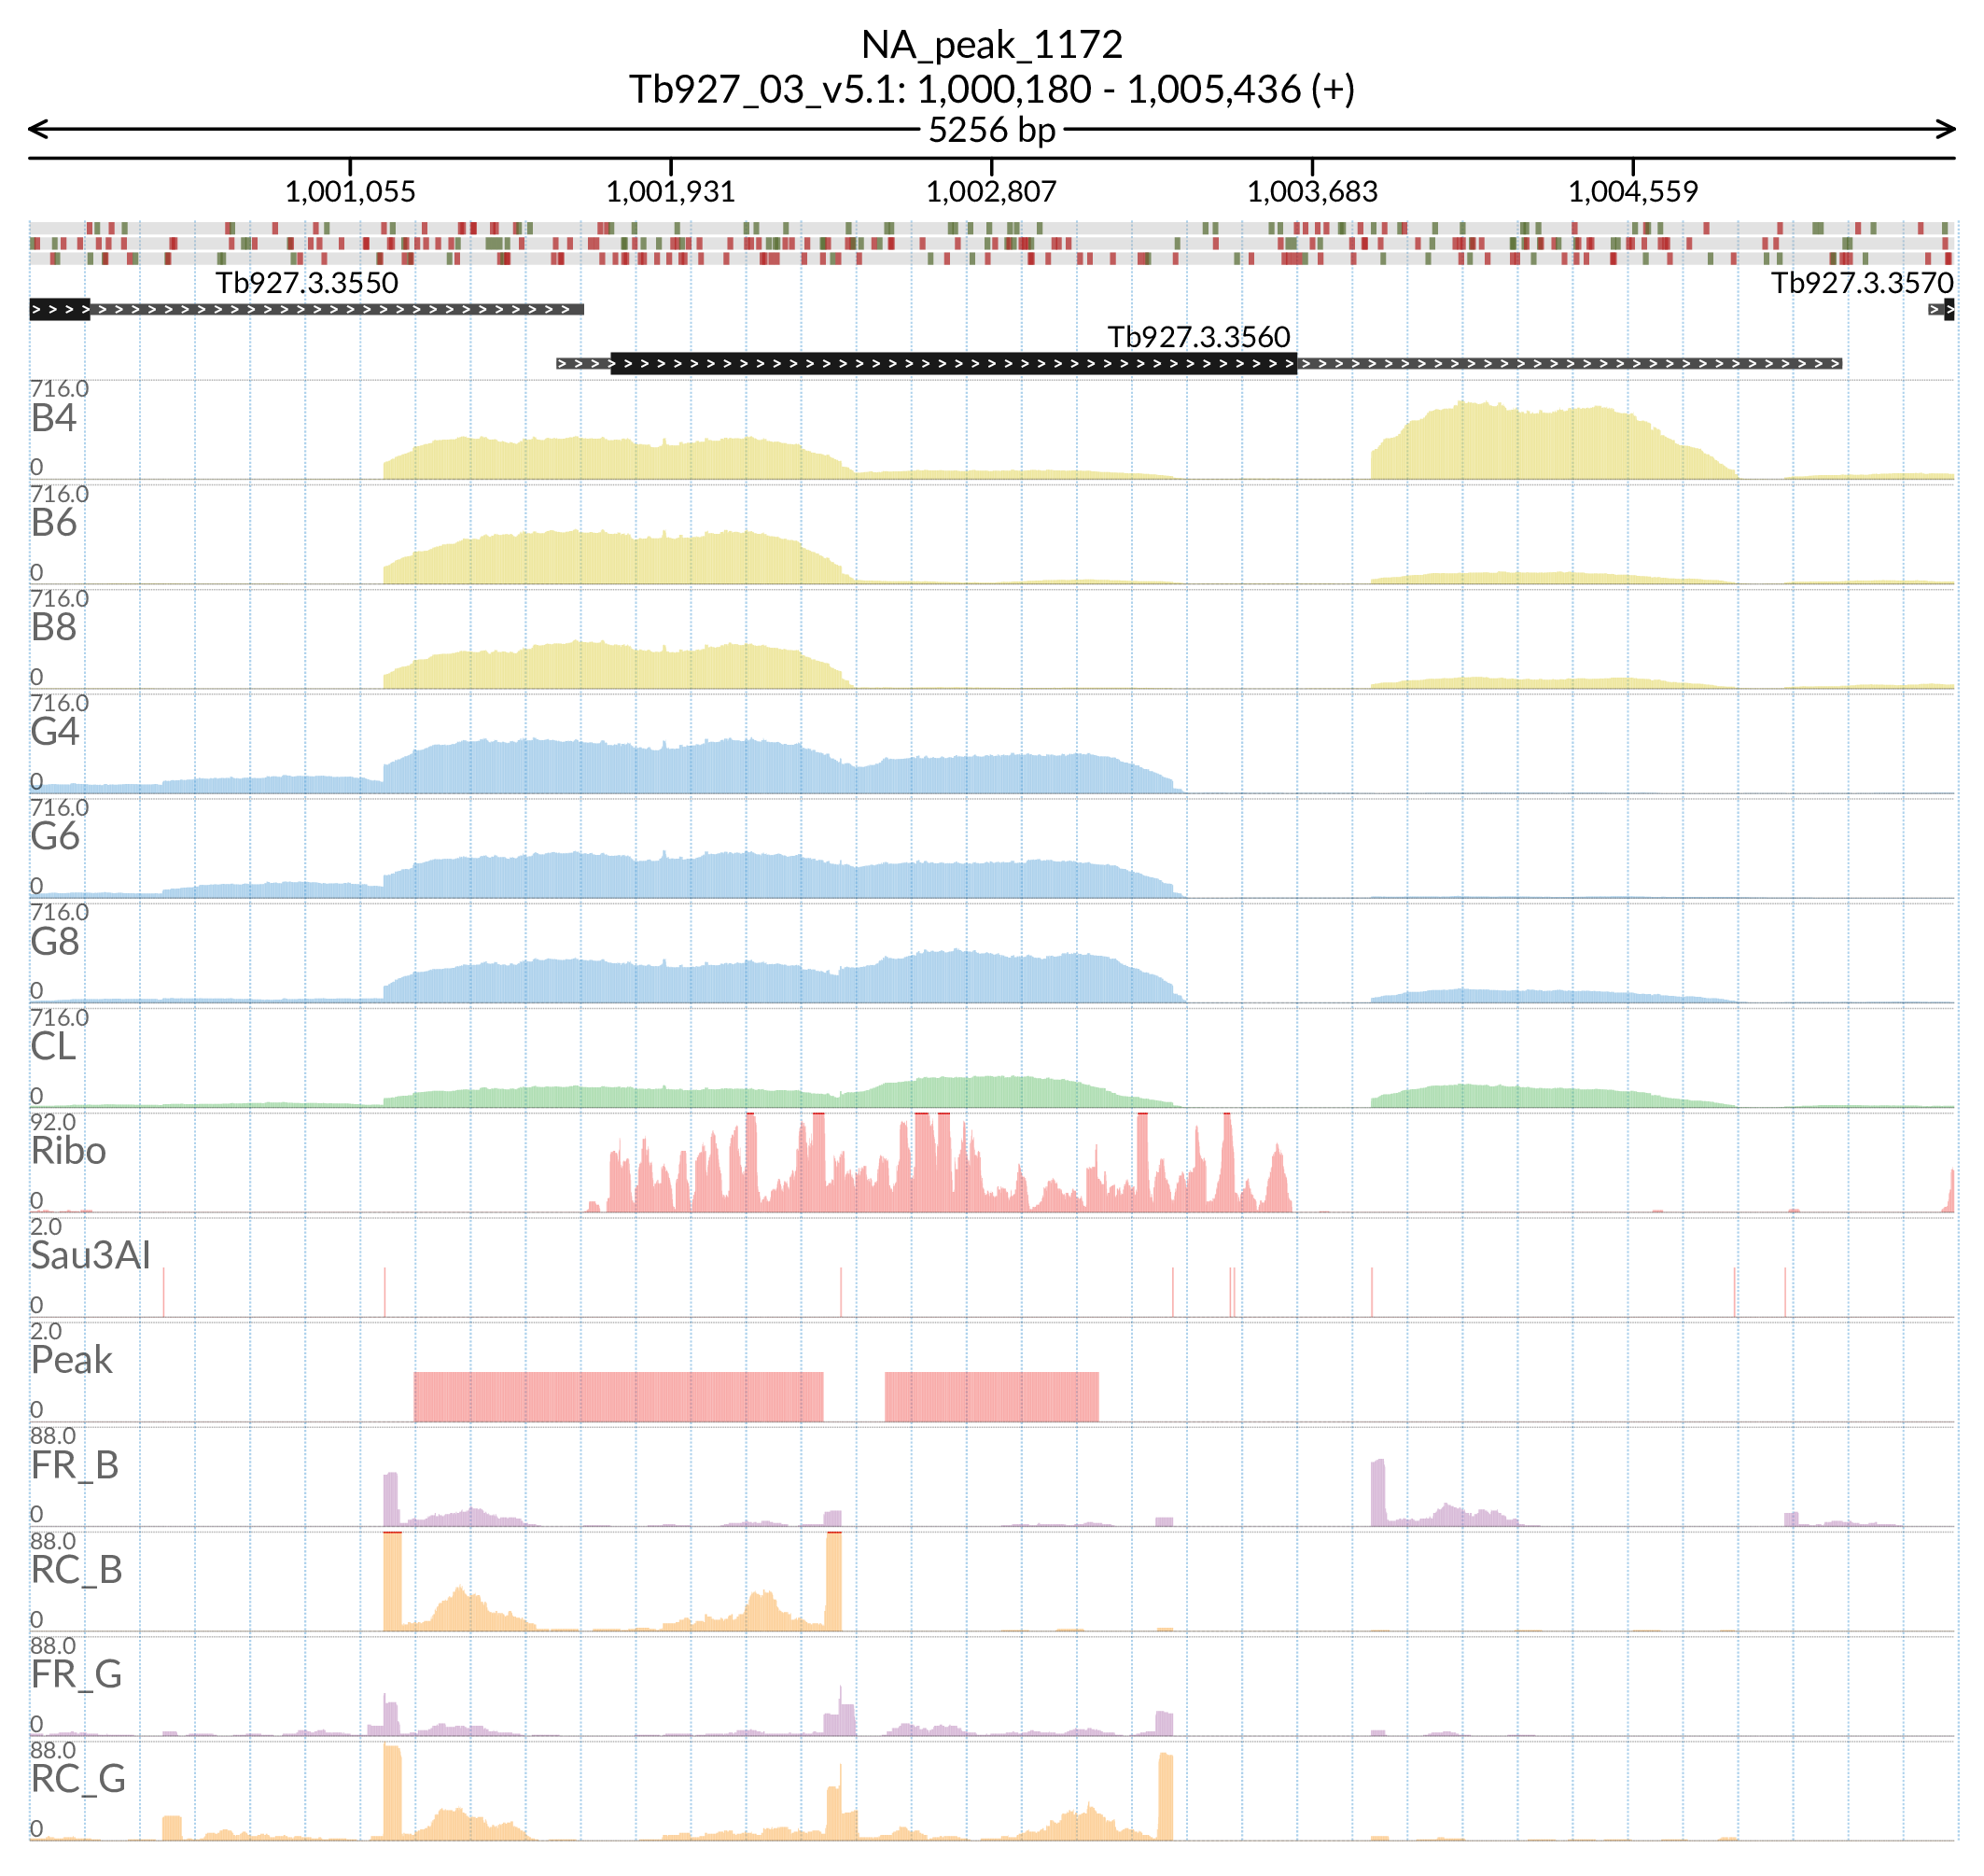 NA_peak_1172
Tb927_03_v5.1: 1,000,180 - 1,005,436 (+)
5256 bp
1,001,055 1,001,931 1,002,807 1,003,683 1,004,559
Tb927.3.3550 Tb927.3.3570
Tb927.3.3560
716.0
B4
0
716.0
B6
0
716.0
B8
0
716.0
G4
0
716.0
G6
0
716.0
G8
0
716.0
CL
0
92.0
Ribo
0
2.0
Sau3AI
0
2.0
Peak
0
88.0
FR_B
0
88.0
RC_B
0
88.0
FR_G
0
88.0
RC_G
0